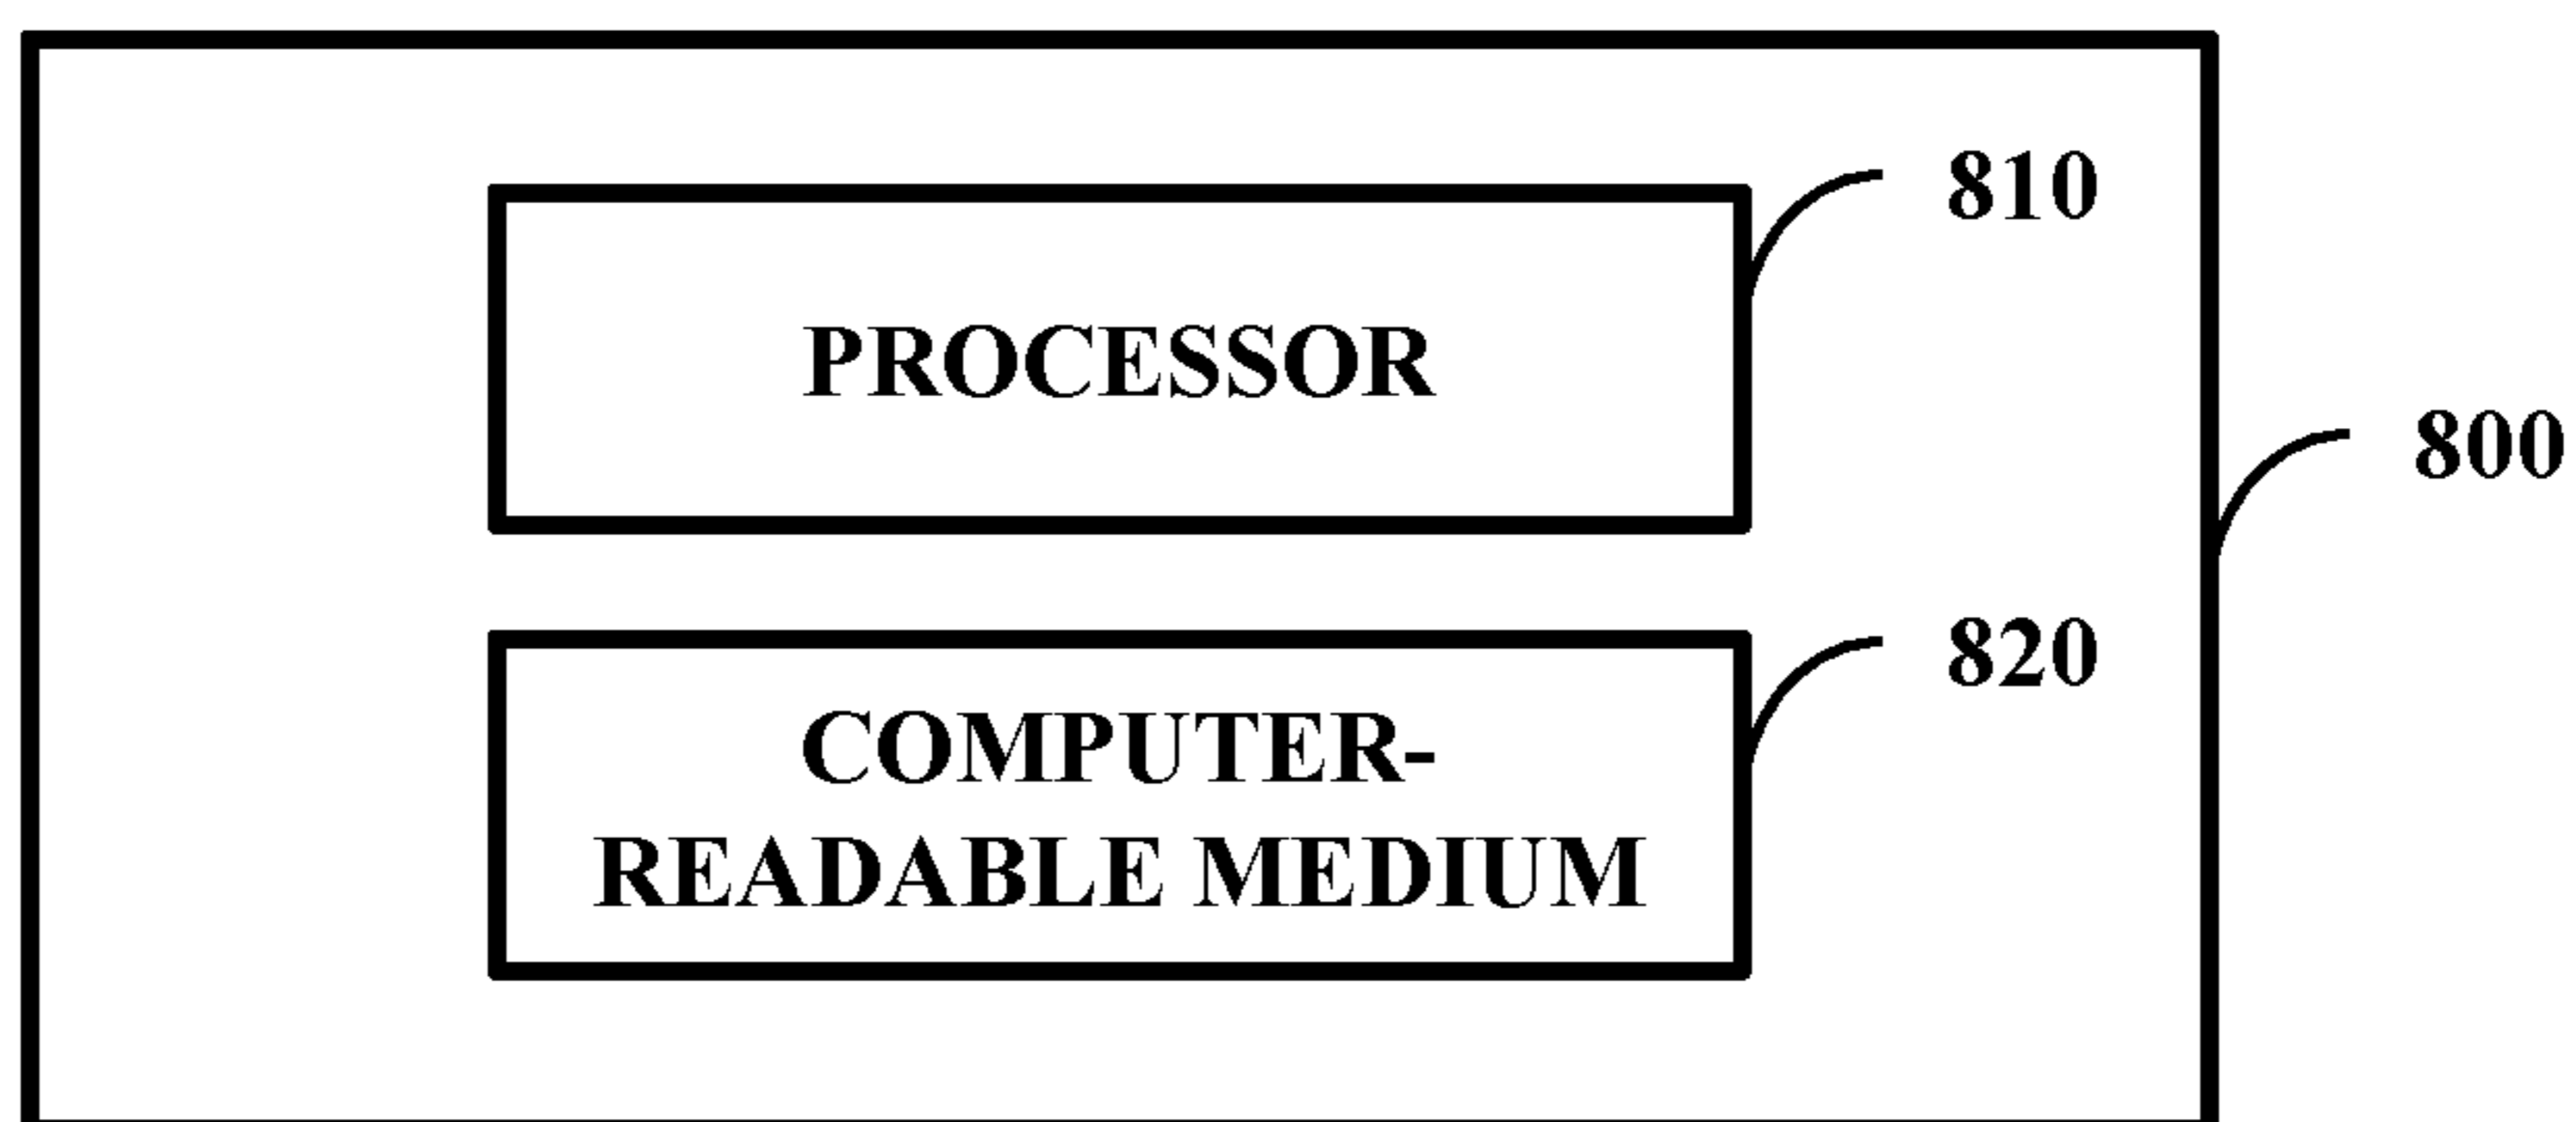 810
PROCESSOR
800
820
COMPUTER-
READABLE MEDIUM